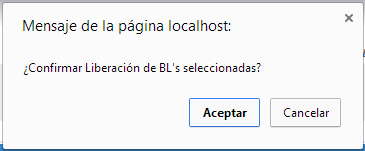 Mensaje de la página localhost:
¿Confirmar Liberación de BL's seleccionadas?
Aceptar
Cancelar